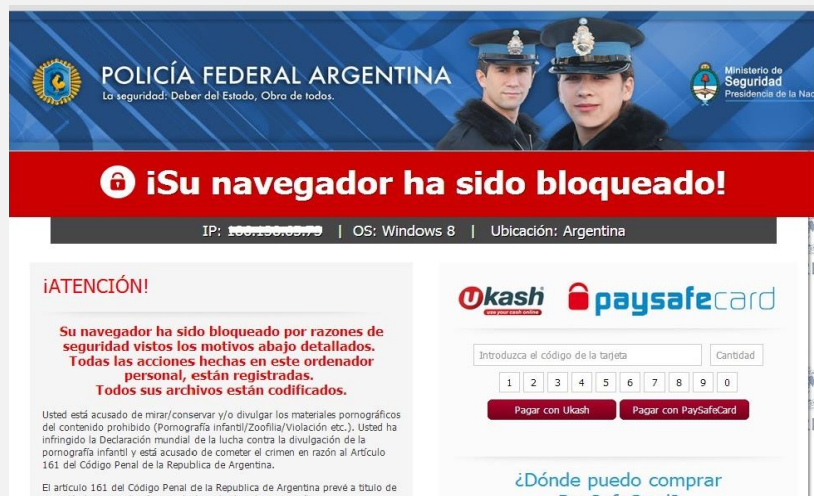 POLICÍA FEDERAL ARGENTINA
La seguridad: Deber del Estado, Obra de todos.
Ministerio de
Seguridad
Presidencia de la Nac
¡Su navegador ha sido bloqueado!
IP: | OS: Windows 8 | Ubicación: Argentina
¡ATENCIÓN!
Su navegador ha sido bloqueado por razones de
seguridad vistos los motivos abajo detallados.
Todas las acciones hechas en este ordenador
personal, están registradas.
Todos sus archivos están codificados.
Usted está acusado de mirar/conservar y/o divulgar los materiales pornográficos
del contenido prohibido (Pornografía infantil/Zoofilia/Violación etc.). Usted ha
infringido la Declaración mundial de la lucha contra la divulgación de la
pornografía infantil y está acusado de cometer el crimen en razón al Artículo
161 del Código Penal de la Republica de Argentina.
El articulo 161 del Código Penal de la Republica de Argentina prevé a titulo de
Ukash
use your cash online
paysafecard
Introduzca el código de la tarjeta
Cantidad
1 2 3 4 5 6 7 8 9 0
Pagar con Ukash
Pagar con PaySafeCard
¿Dónde puedo comprar